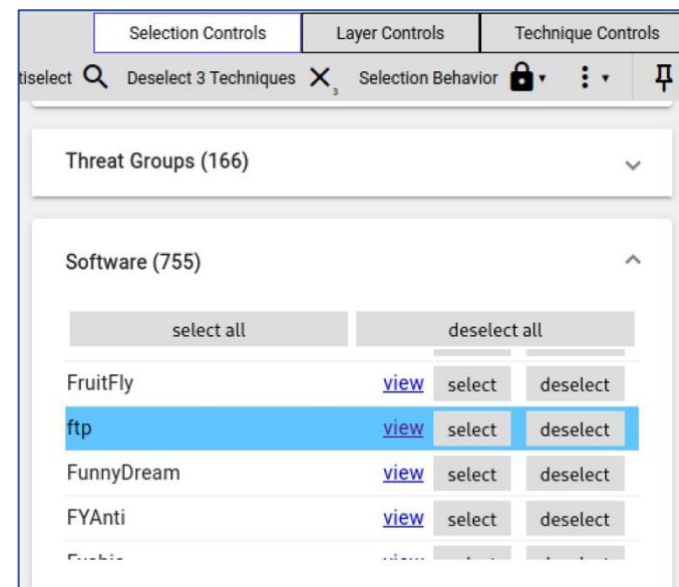 Selection Controls Layer Controls Technique Controls
tiselect Deselect 3 Techniques 3 Selection Behavior
Threat Groups (166)
Software (755)
select all deselect all
FruitFly view select deselect
ftp view select deselect
FunnyDream view select deselect
FYAnti view select deselect